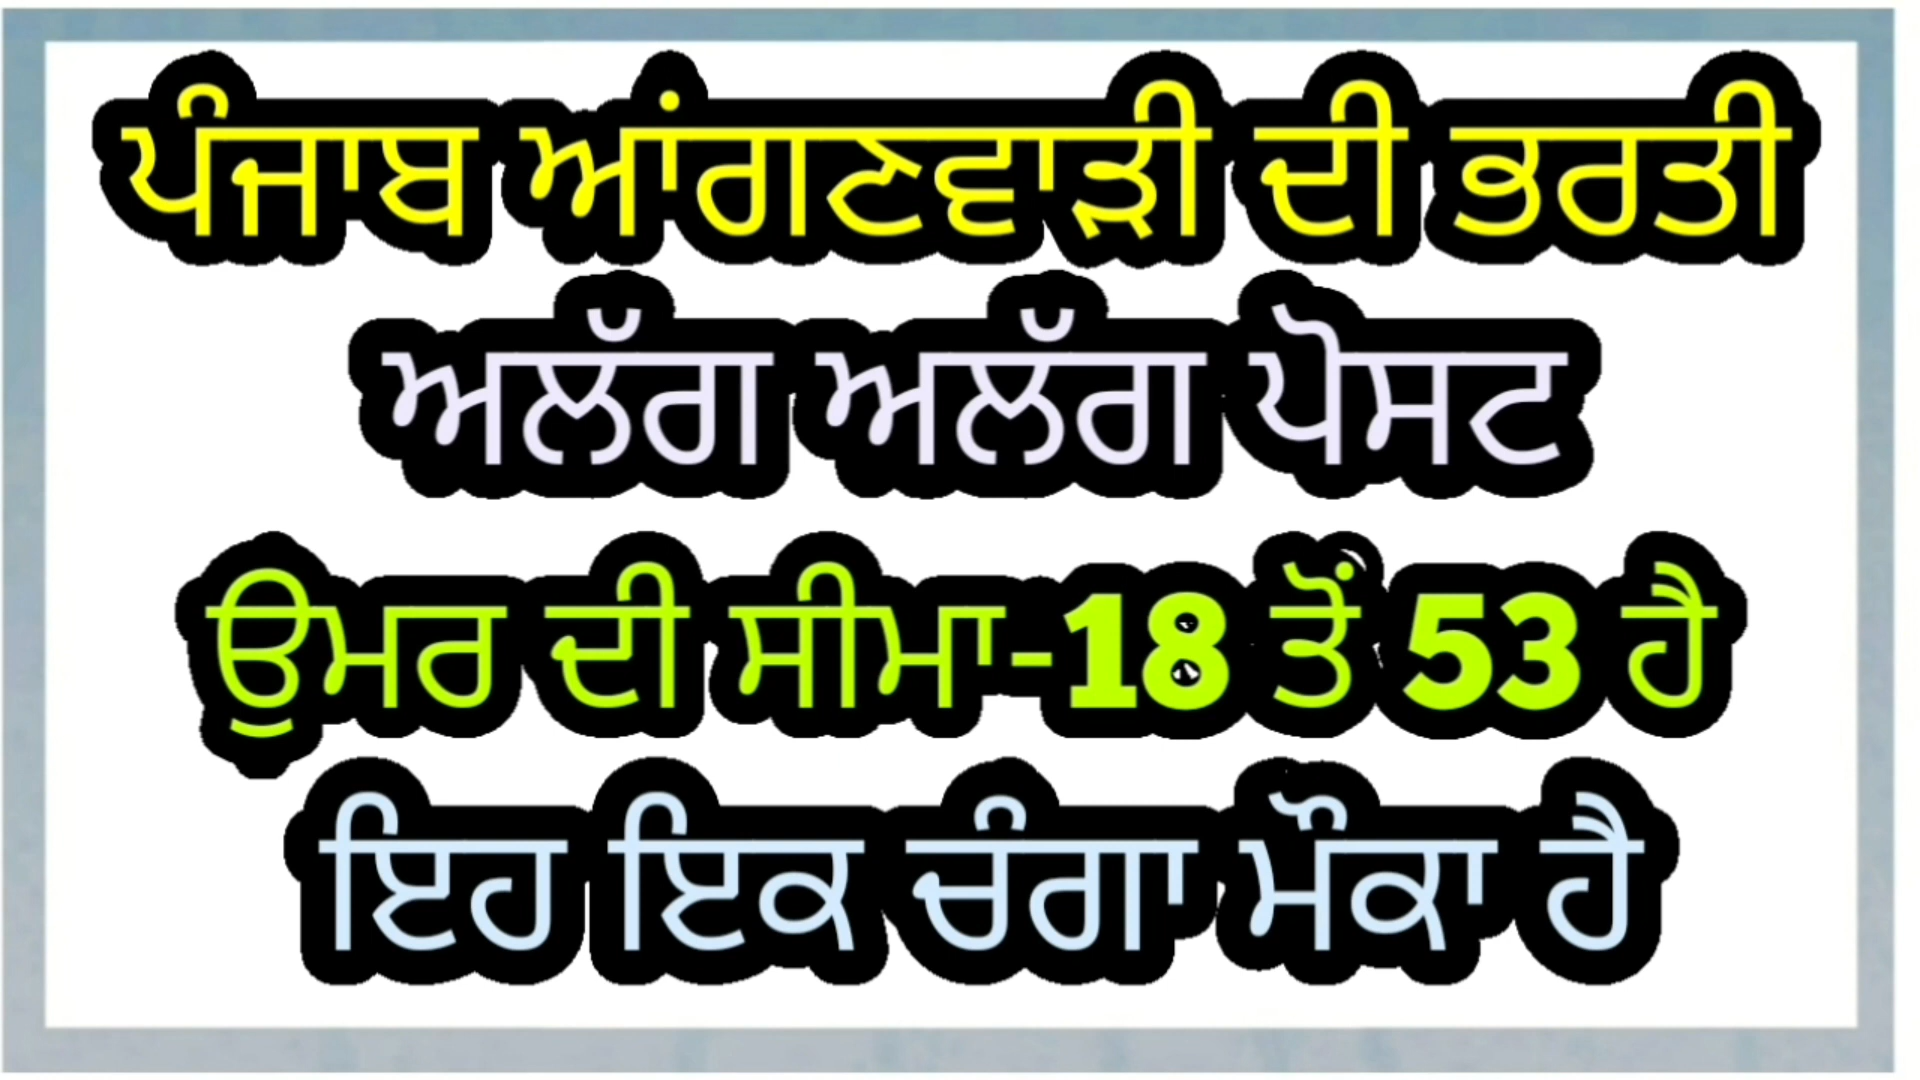 ਪੰਜਾਬ ਆਂਗਣਵਾੜੀ ਦੀ ਭਰਤੀ
ਅਲੱਗ ਅਲੱਗ ਪੋਸਟ
ਉਮਰ ਦੀ ਸੀਮਾ-18 ਤੋਂ 53 ਹੈ
ਇਹ ਇਕ ਚੰਗਾ ਮੌਕਾ ਹੈ